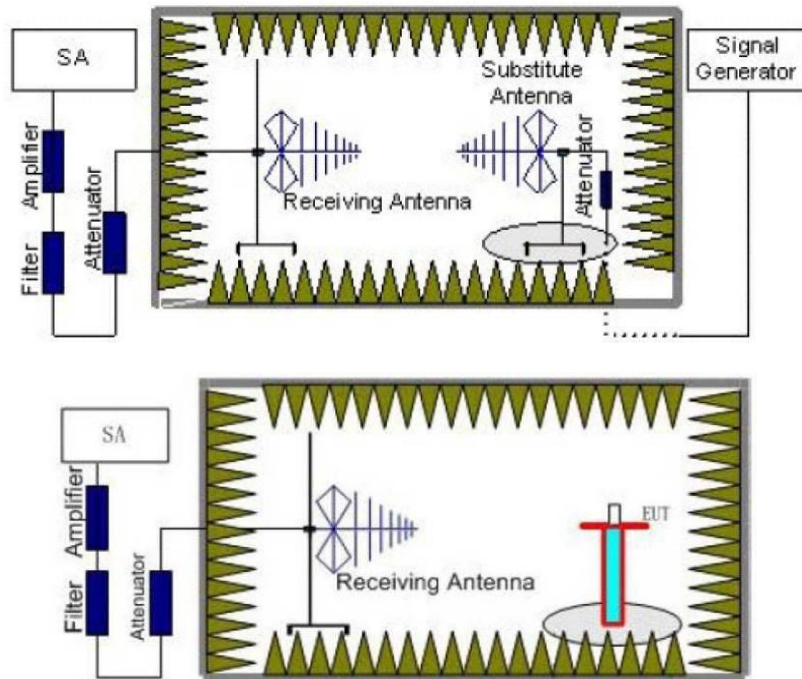 SA
Signal
Generator
Substitute
Antenna
Amplifier
Filter
Attenuator
Receiving Antenna
Attenuator
SA
Amplifier
Filter
Attenuator
Receiving Antenna
EUT